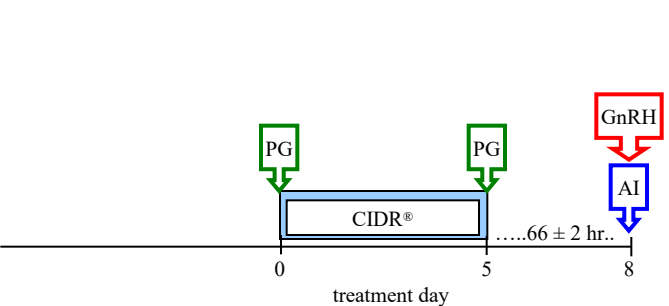 GnRH
PG
PG
AI
CIDR®
…..66 ± 2 hr..
0
5
8
treatment day